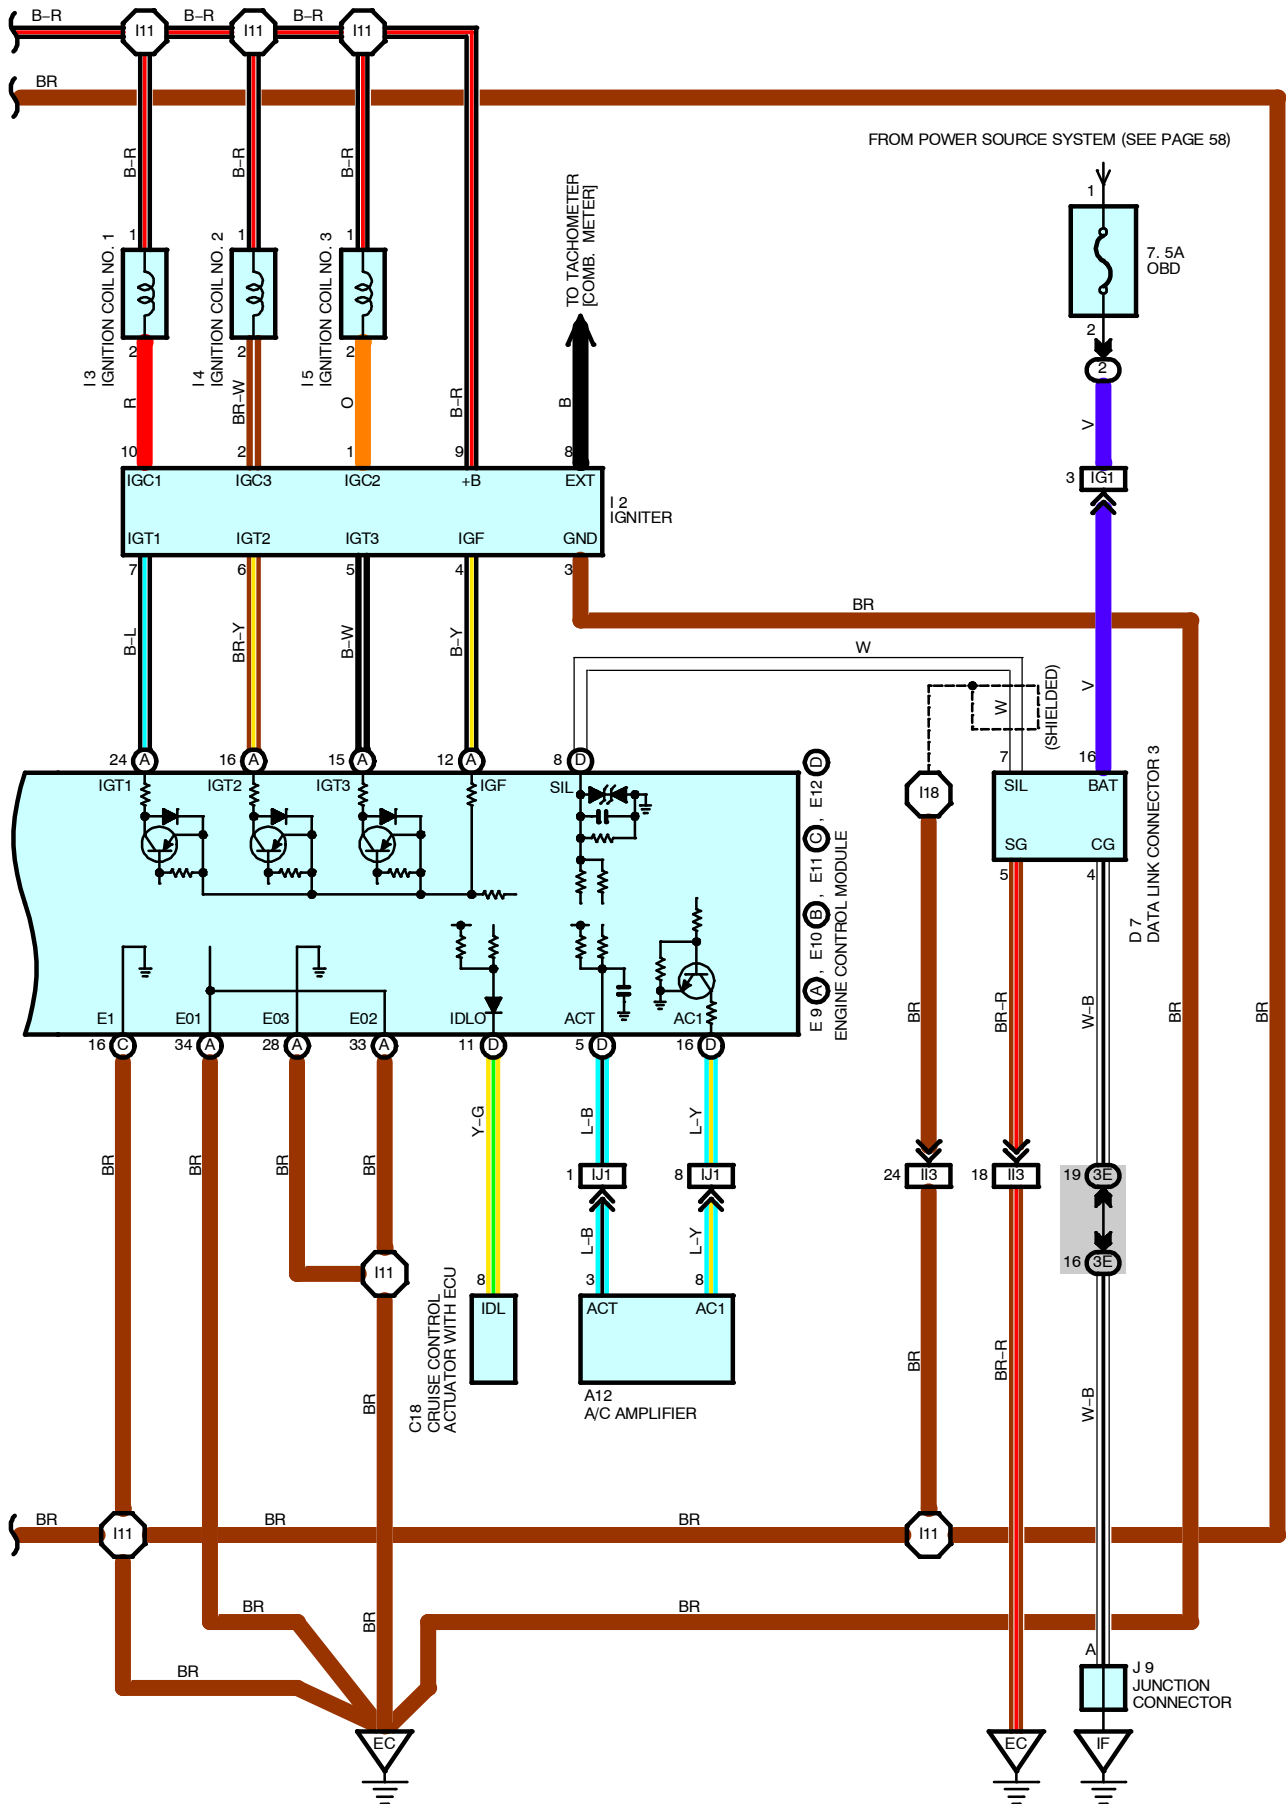 B–R
B–R
B–R
I11
I11
I11
BR
FROM POWER SOURCE SYSTEM (SEE PAGE 58)
B–R
B–R
B–R
TO TACHOMETER
[COMB. METER]
1
1
1
1
7. 5A
OBD
2
2
I 3
IGNITION COIL NO. 1
I 4
IGNITION COIL NO. 2
I 5
IGNITION COIL NO. 3
2
2
2
R
BR–W
O
B–R
B
V
10
2
1
9
8
IGC1
IGC3
IGC2
+B
EXT
3
IG1
I 2
IGNITER
IGT1
IGT2
IGT3
IGF
GND
7
6
5
4
3
BR
B–L
BR–Y
B–W
B–Y
W
W
(SHIELDED)
V
24
A
16
A
15
A
12
A
8
D
7
16
IGT1
IGT2
IGT3
IGF
SIL
I18
SIL
BAT
SG
CG
5
4
D 7
DATA LINK CONNECTOR 3
E 9
A
, E10
B
, E11
C
, E12
D
ENGINE CONTROL MODULE
E1
E01
E03
E02
IDLO
ACT
AC1
BR
BR–R
W–B
BR
BR
16
C
34
A
28
A
33
A
11
D
5
D
16
D
BR
BR
BR
BR
Y–G
L–B
L–Y
1
IJ1
8
IJ1
24
II3
18
II3
19
3E
L–B
L–Y
I11
16
3E
8
3
8
IDL
ACT
AC1
C18
CRUISE CONTROL
ACTUATOR WITH ECU
A12
A/C AMPLIFIER
BR
BR
BR–R
W–B
BR
I11
BR
BR
I11
BR
BR
BR
BR
A
J 9
JUNCTION
CONNECTOR
EC
EC
IF